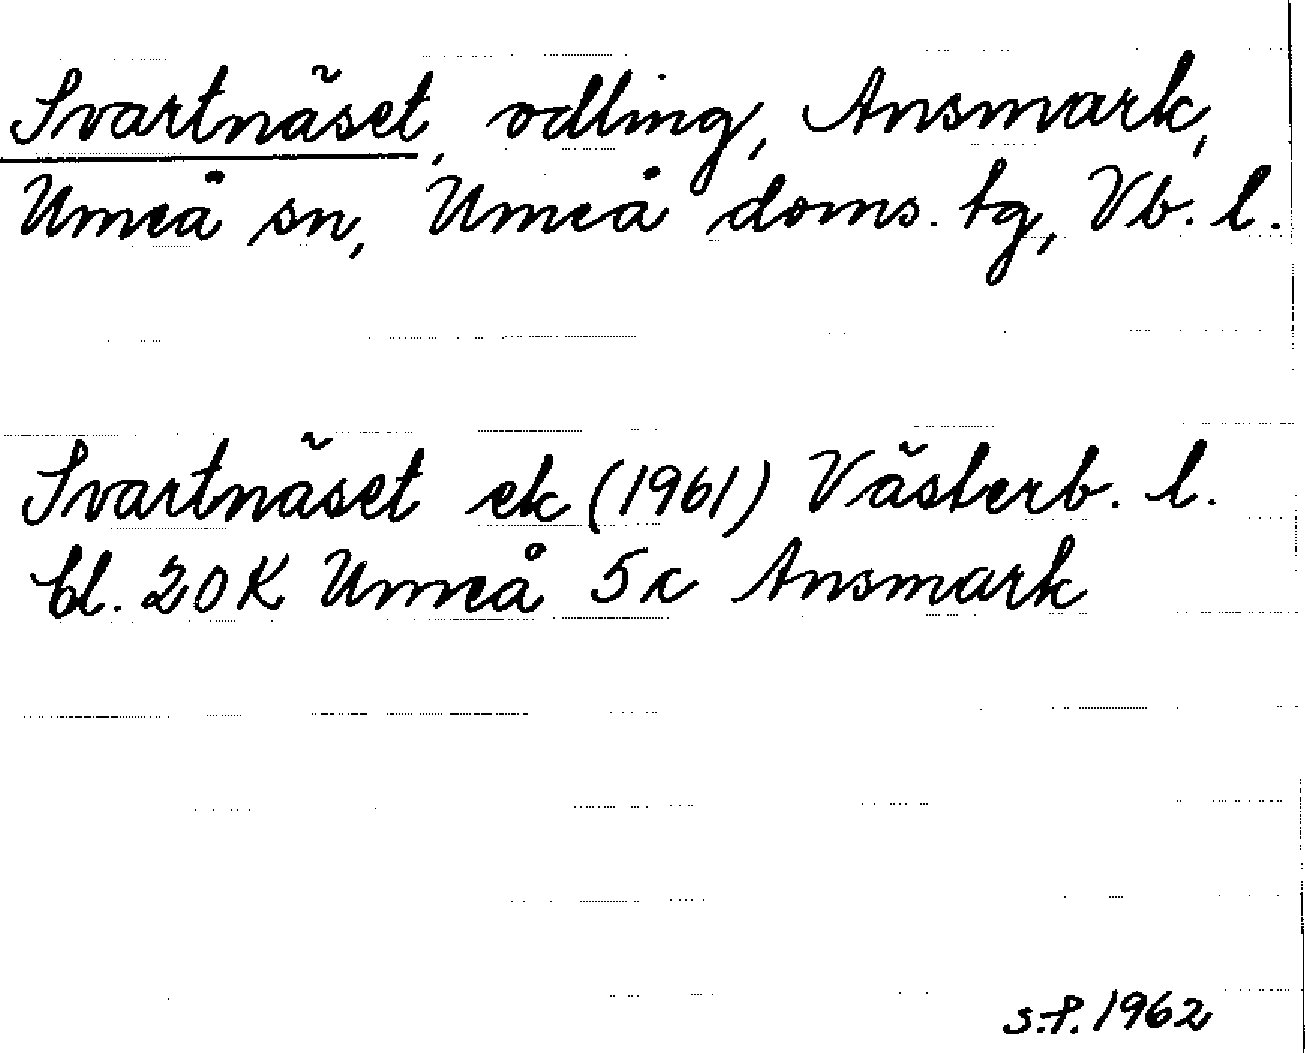 Svartnäset, odling, Ansmark,
Umeå sn, Umeå doms. tg, Vb. l.
Svartnäset ek (1961) Västerb. l.
bl. 20K Umeå 5c Ansmark
s.f. 1962